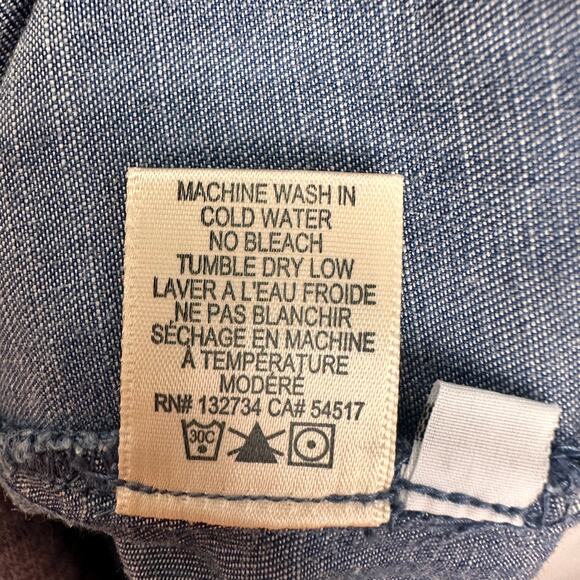 MACHINE WASH IN
COLD WATER
NO BLEACH
TUMBLE DRY LOW
LAVER A L'EAU FROIDE
NE PAS BLANCHIR
SÉCHAGE EN MACHINE
À TEMPÉRATURE
MODÉRÉ
RN# 132734 CA# 54517
30C